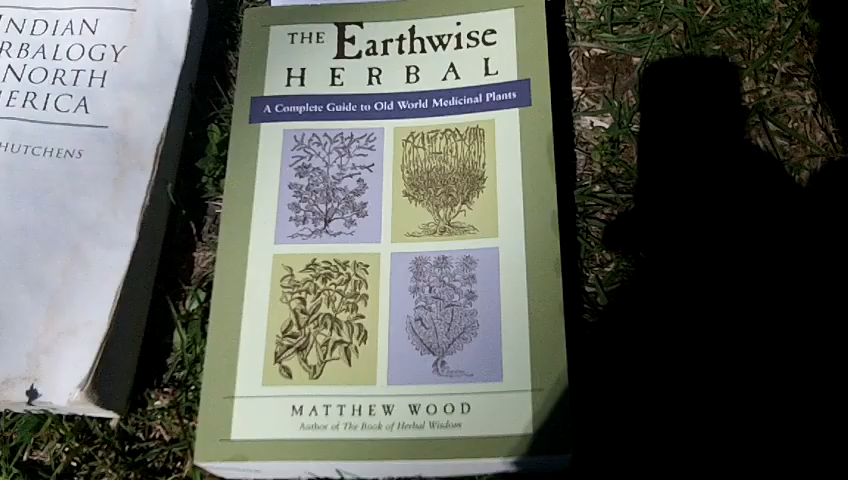 INDIAN
RBALOGY
NORTH
ERICA
HUTCHENS
THE Earthwise
HERBAL
A Complete Guide to Old World Medicinal Plants
MATTHEW WOOD
Author of The Book of Herbal Wisdom